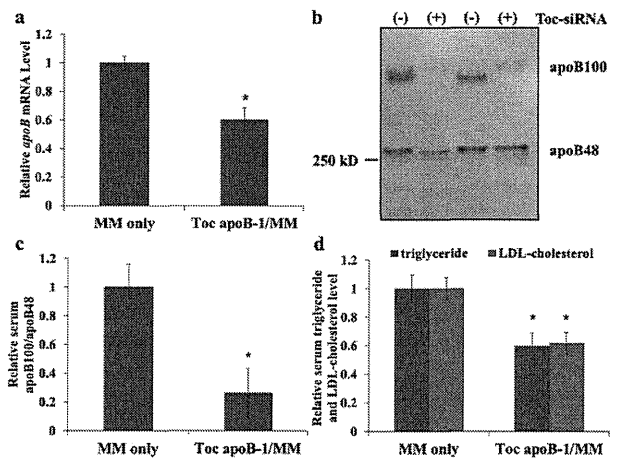 a
Relative apoB mRNA Level
1.2
1
0.8
0.6
0.4
0.2
0
*
MM only
Toc apoB-1/MM
b
(-) (+) (-) (+) Toc-siRNA
apoB100
apoB48
250 kD
c
Relative serum
apoB100/apoB48
1.2
1
0.8
0.6
0.4
0.2
0
*
MM only
Toc apoB-1/MM
d
triglyceride
LDL-cholesterol
Relative serum triglyceride
and LDL-cholesterol level
1.2
1
0.8
0.6
0.4
0.2
0
*
*
MM only
Toc apoB-1/MM